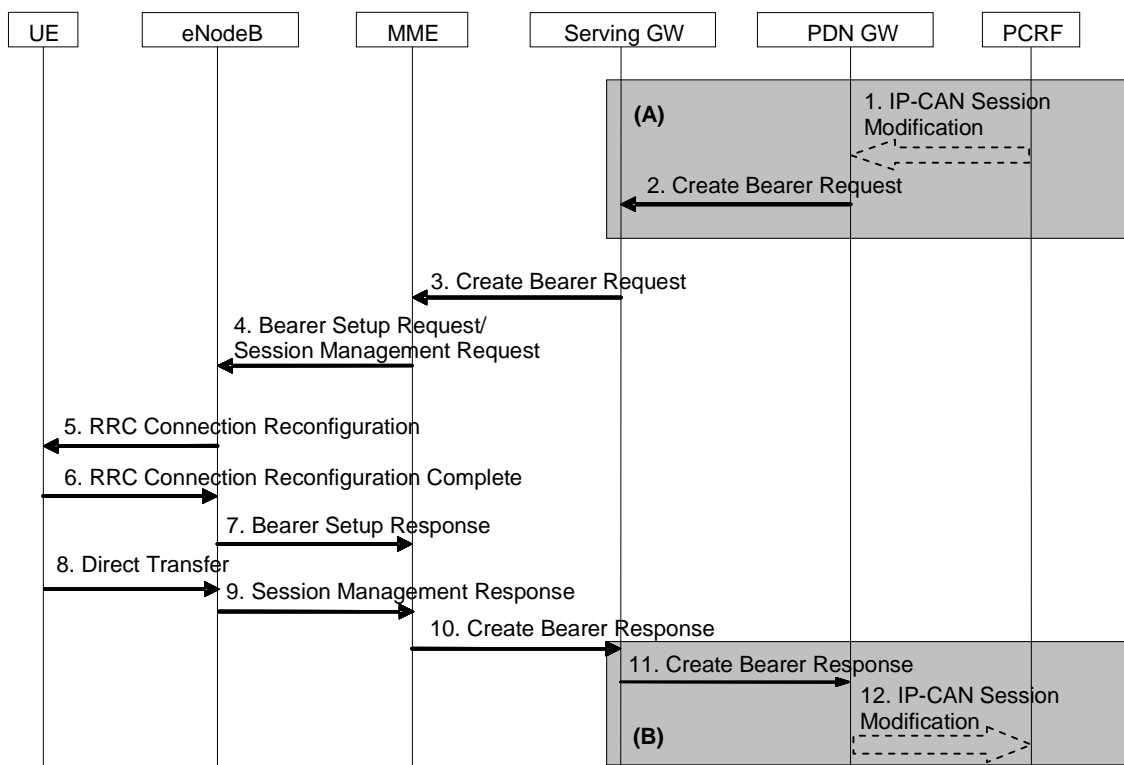 UE
eNodeB
MME
Serving GW
PDN GW
PCRF
(A)
1. IP-CAN Session
Modification
2. Create Bearer Request
3. Create Bearer Request
4. Bearer Setup Request/
Session Management Request
5. RRC Connection Reconfiguration
6. RRC Connection Reconfiguration Complete
7. Bearer Setup Response
8. Direct Transfer
9. Session Management Response
10. Create Bearer Response
11. Create Bearer Response
12. IP-CAN Session
Modification
(B)